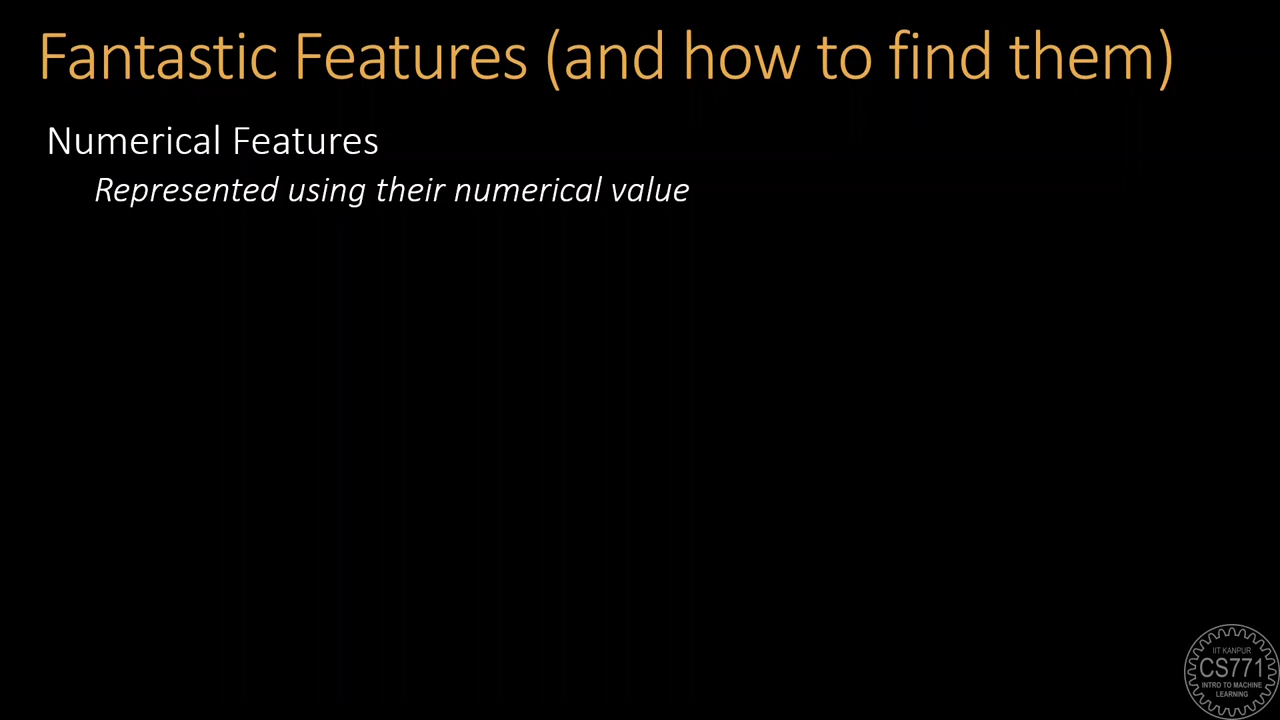 Fantastic Features (and how to find them)
Numerical Features
Represented using their numerical value
IIT KANPUR
CS771
INTRO TO MACHINE
LEARNING